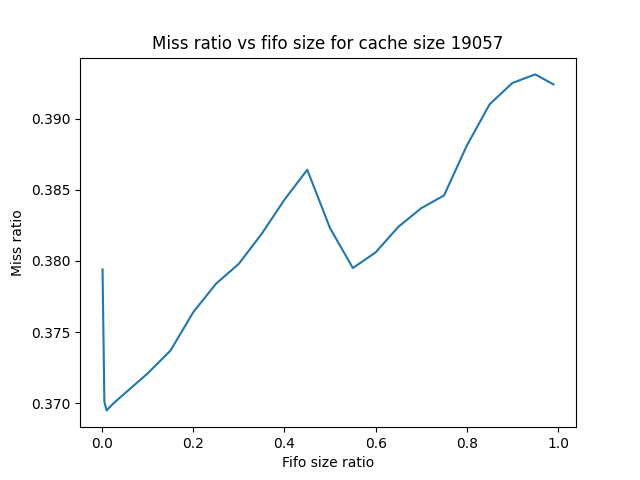 Miss ratio vs fifo size for cache size 19057
Miss ratio
0.390
0.385
0.380
0.375
0.370
0.0 0.2 0.4 0.6 0.8 1.0
Fifo size ratio